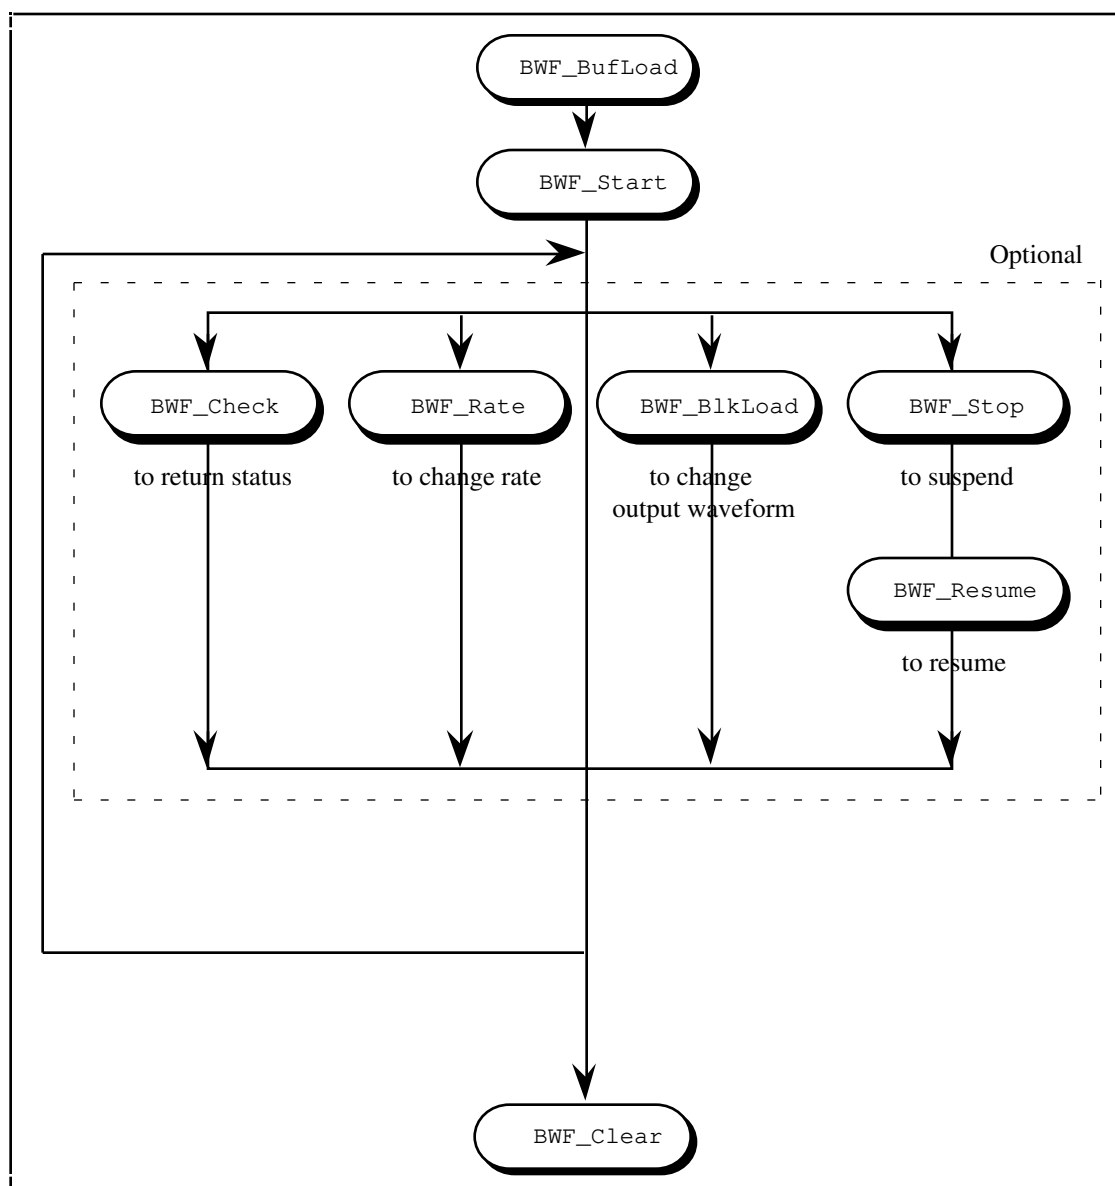 BWF_BufLoad
BWF_Start
Optional
BWF_Check
BWF_Rate
BWF_BlkLoad
BWF_Stop
to return status
to change rate
to change
output waveform
to suspend
BWF_Resume
to resume
BWF_Clear